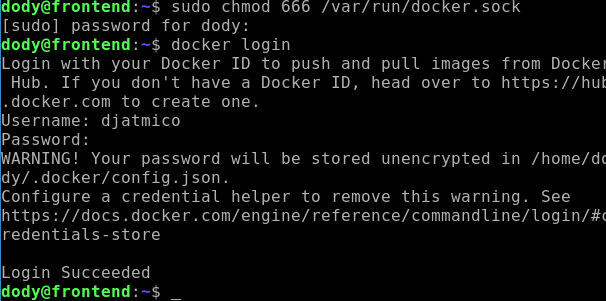 dody@frontend:~$ sudo chmod 666 /var/run/docker.sock
[sudo] password for dody:
dody@frontend:~$ docker login
Login with your Docker ID to push and pull images from Docker
 Hub. If you don't have a Docker ID, head over to https://hub
.docker.com to create one.
Username: djatmico
Password:
WARNING! Your password will be stored unencrypted in /home/do
dy/.docker/config.json.
Configure a credential helper to remove this warning. See
https://docs.docker.com/engine/reference/commandline/login/#c
redentials-store

Login Succeeded
dody@frontend:~$ _